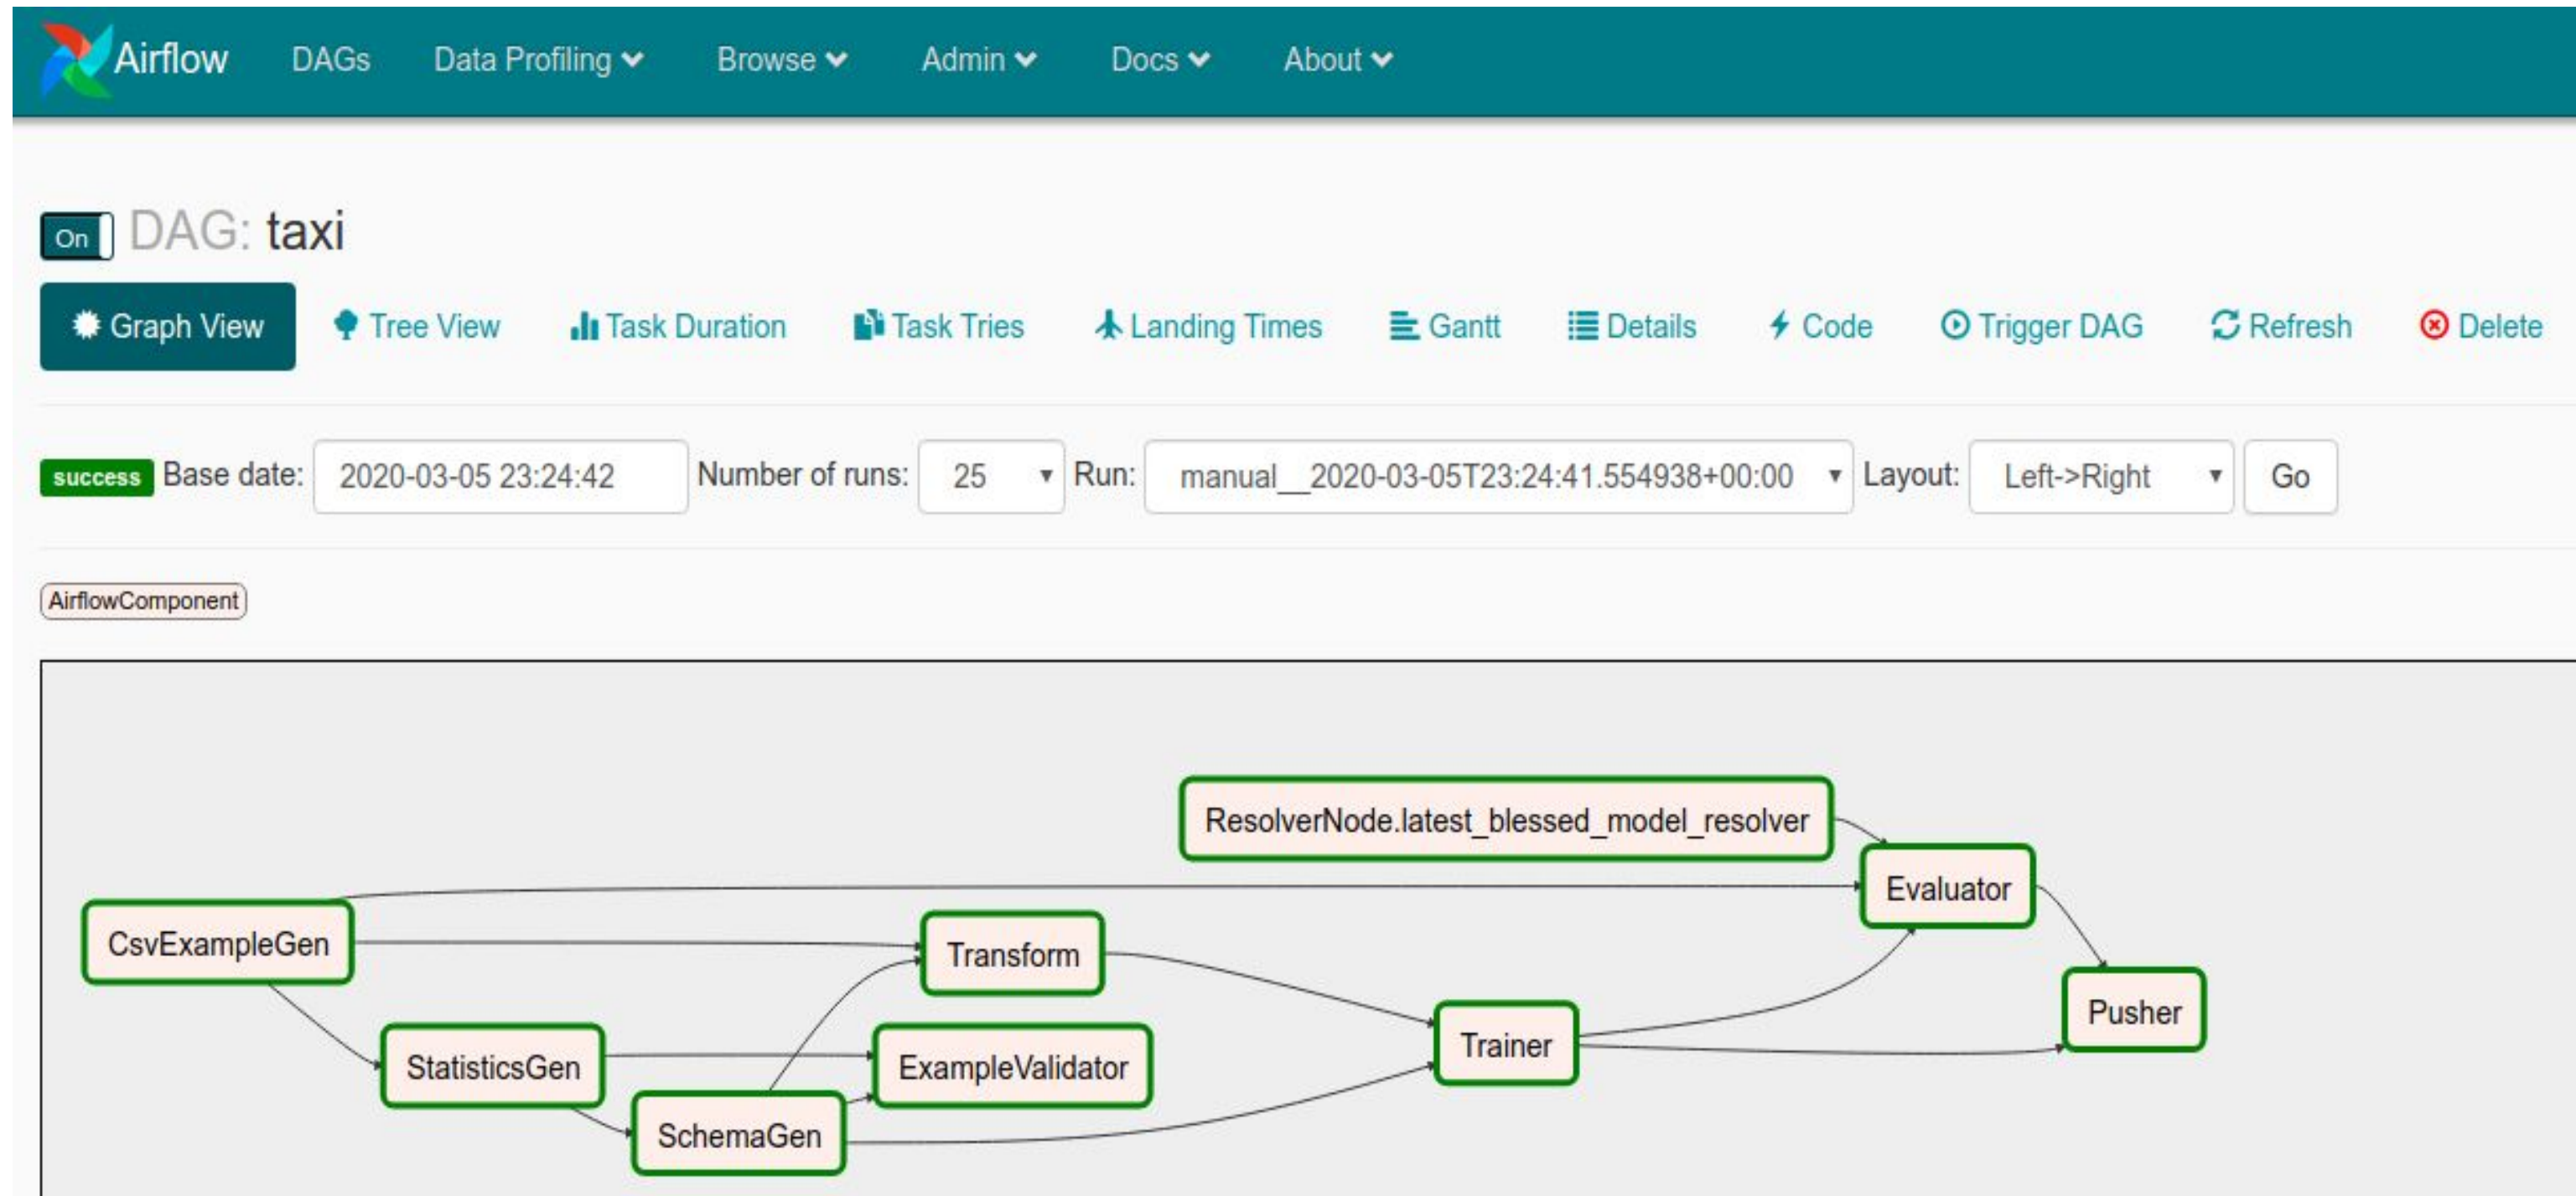 Airflow DAGs Data Profiling Browse Admin Docs About
On DAG: taxi
Graph View Tree View Task Duration Task Tries Landing Times Gantt Details Code Trigger DAG Refresh Delete
success Base date: 2020-03-05 23:24:42 Number of runs: 25 Run: manual__2020-03-05T23:24:41.554938+00:00 Layout: Left->Right Go
AirflowComponent
ResolverNode.latest_blessed_model_resolver
Evaluator
CsvExampleGen
Transform
Pusher
Trainer
StatisticsGen
ExampleValidator
SchemaGen